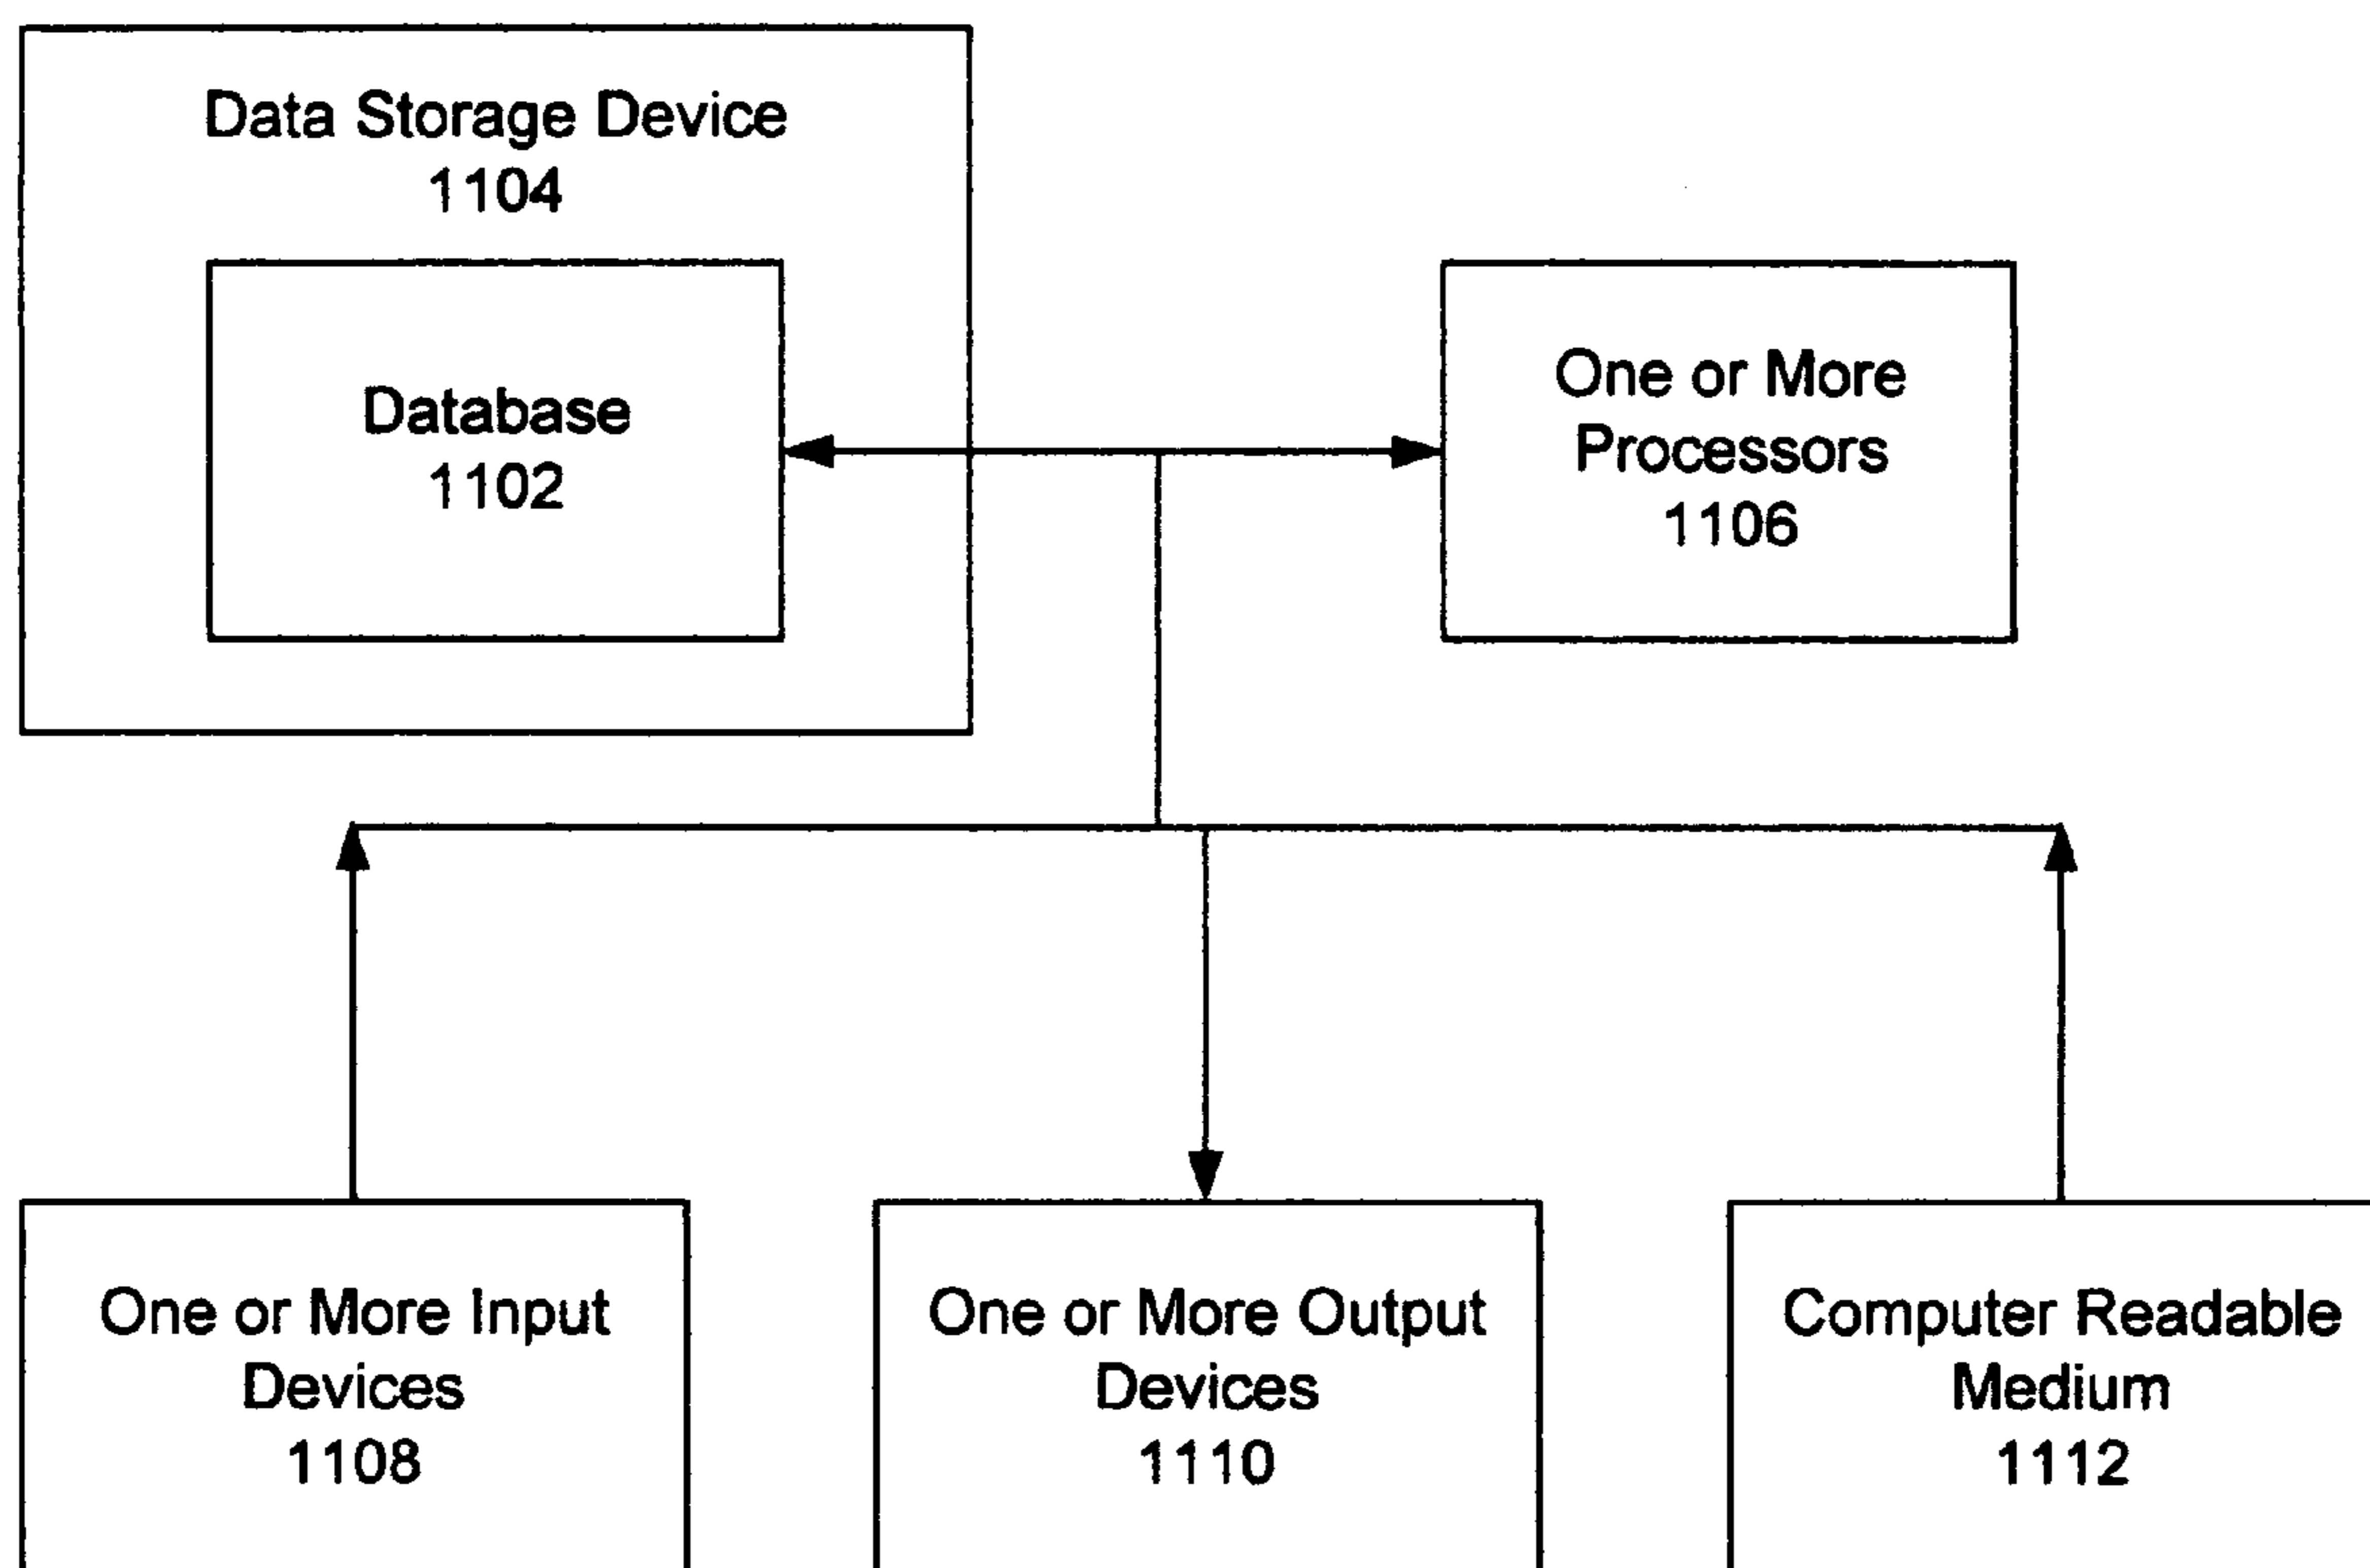 Data Storage Device
1104
Database
1102
One or More
Processors
1106
One or More Input
Devices
1108
One or More Output
Devices
1110
Computer Readable
Medium
1112